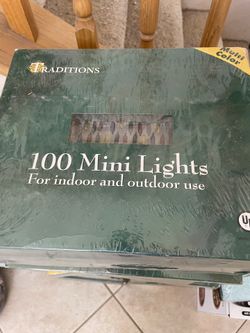 TRADITIONS
Multi
Color
100 Mini Lights
For indoor and outdoor use